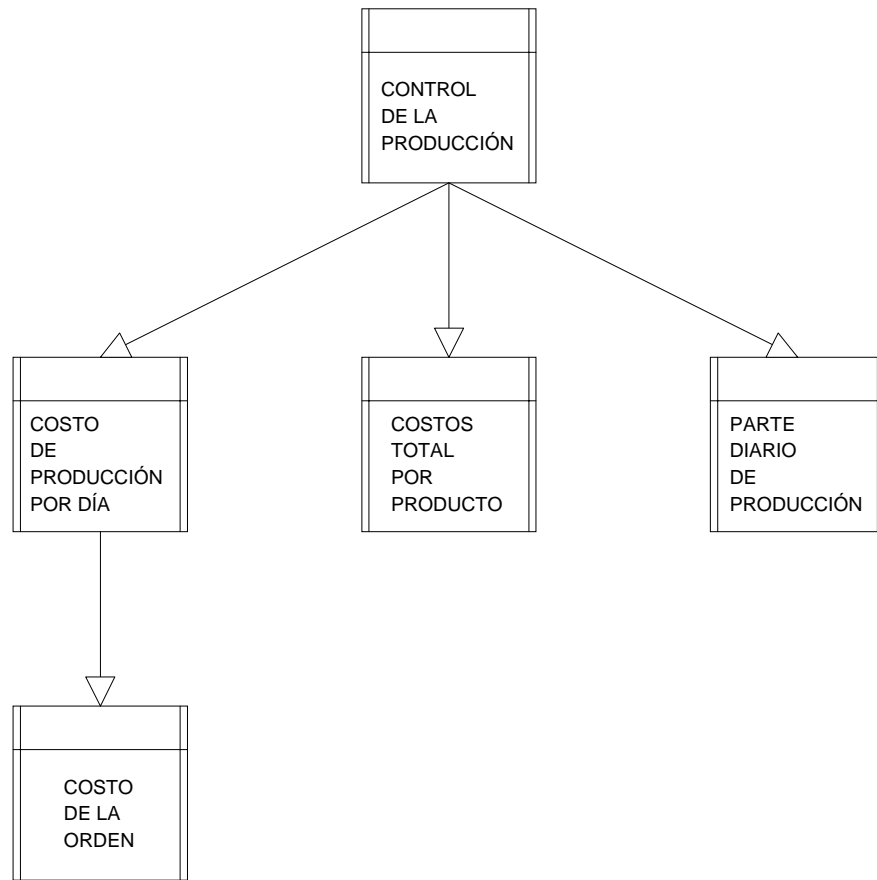 CONTROL
DE LA
PRODUCCIÓN
COSTO
DE
PRODUCCIÓN
POR DÍA
COSTOS
TOTAL
POR
PRODUCTO
PARTE
DIARIO
DE
PRODUCCIÓN
COSTO
DE LA
ORDEN